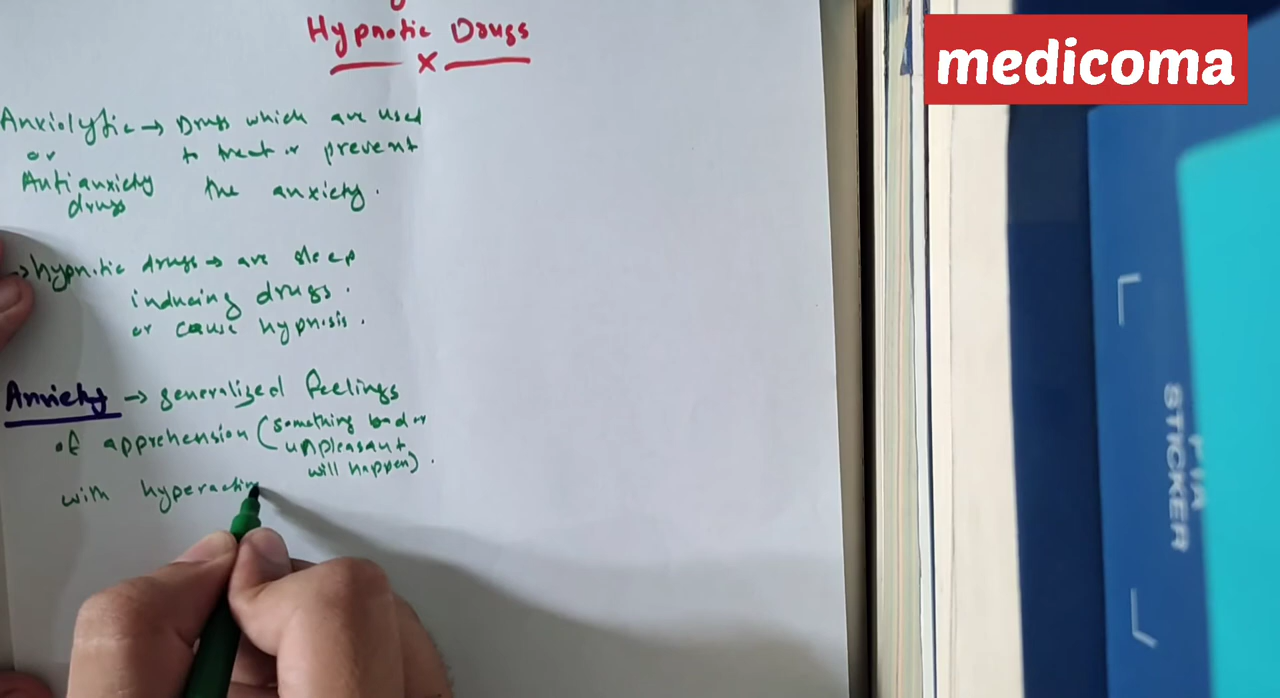 Hypnotic Drugs
x
medicoma
Anxiolytic → Drugs which are used
or to treat or prevent
Antianxiety the anxiety.
drugs
→ hypnotic drugs → are sleep
inducing drugs.
or cause hypnosis.
Anxiety → generalized feelings
of apprehension (something bad or
unpleasant
will happen).
with hyperactiv
STICKER